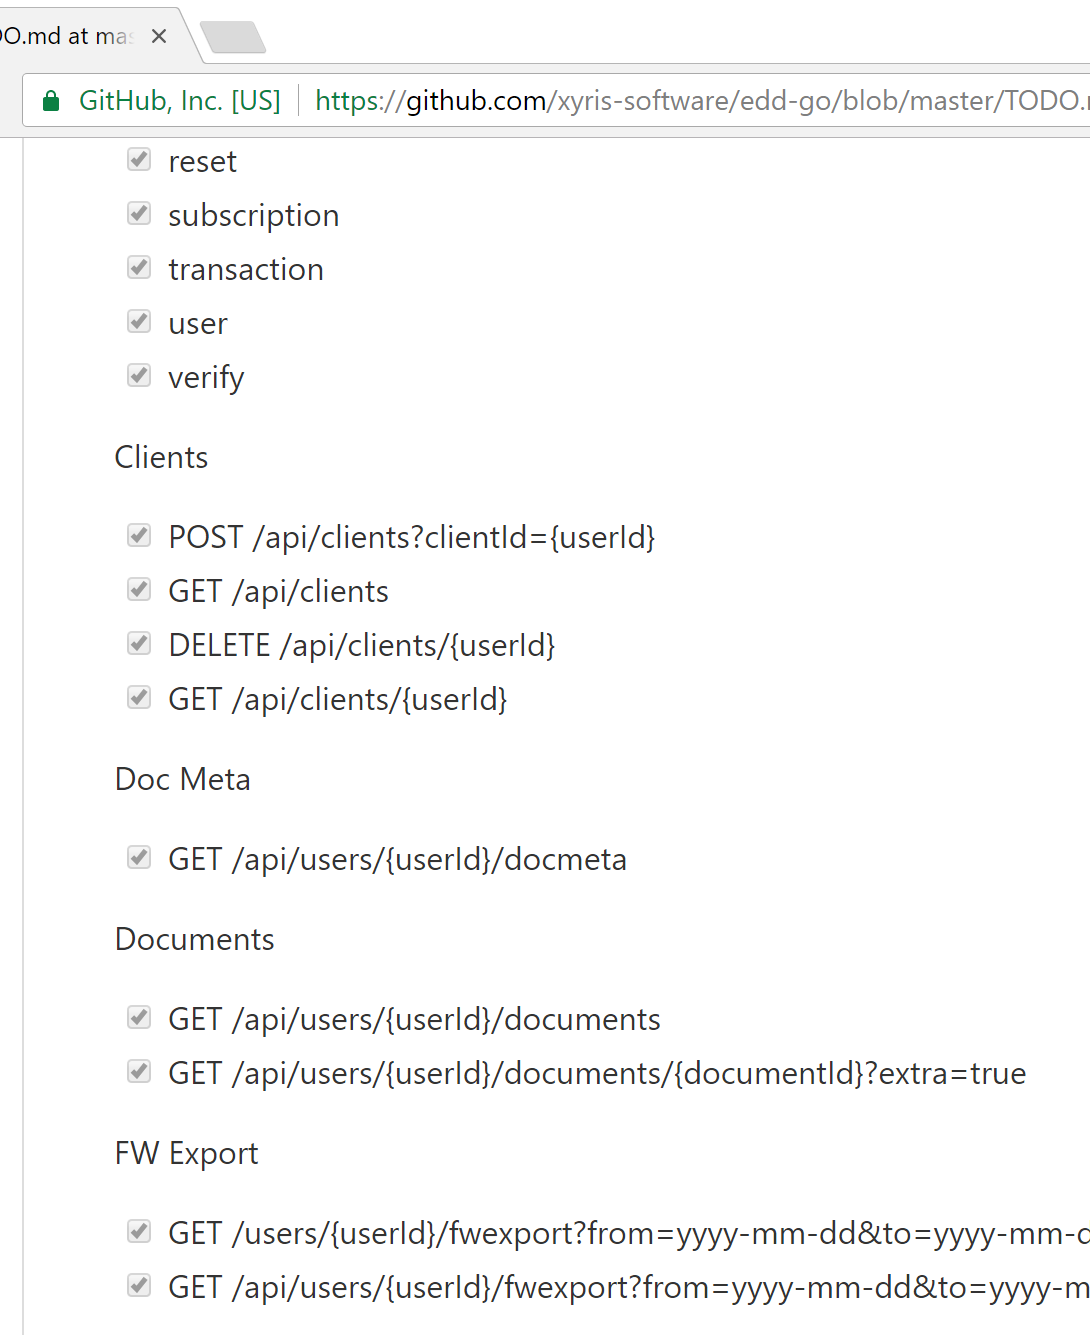 O.md at mas
GitHub, Inc. [US] https://github.com/xyris-software/edd-go/blob/master/TODO.
reset
subscription
transaction
user
verify
Clients
POST /api/clients?clientId={userId}
GET /api/clients
DELETE /api/clients/{userId}
GET /api/clients/{userId}
Doc Meta
GET /api/users/{userId}/docmeta
Documents
GET /api/users/{userId}/documents
GET /api/users/{userId}/documents/{documentId}?extra=true
FW Export
GET /users/{userId}/fwexport?from=yyyy-mm-dd&to=yyyy-mm-d
GET /api/users/{userId}/fwexport?from=yyyy-mm-dd&to=yyyy-m